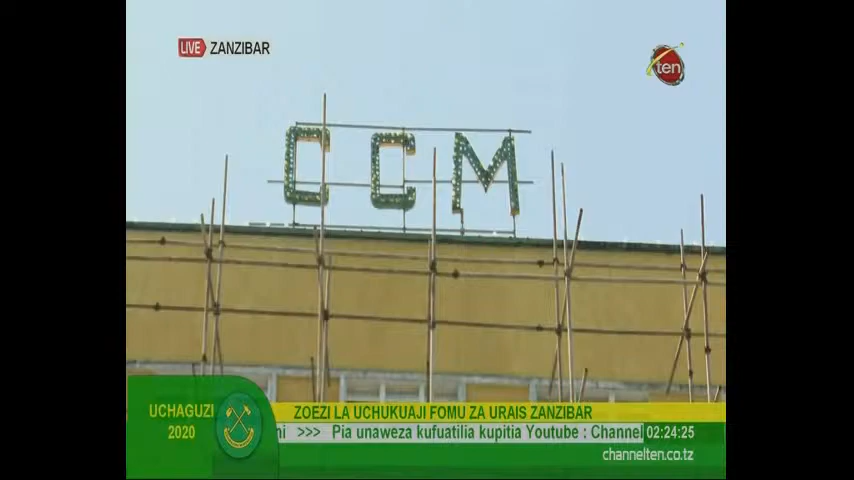 LIVE ZANZIBAR
ten
CCM
UCHAGUZI
2020
ZOEZI LA UCHUKUAJI FOMU ZA URAIS ZANZIBAR
ni >>> Pia unaweza kufuatilia kupitia Youtube : Channel
02:24:25
channelten.co.tz